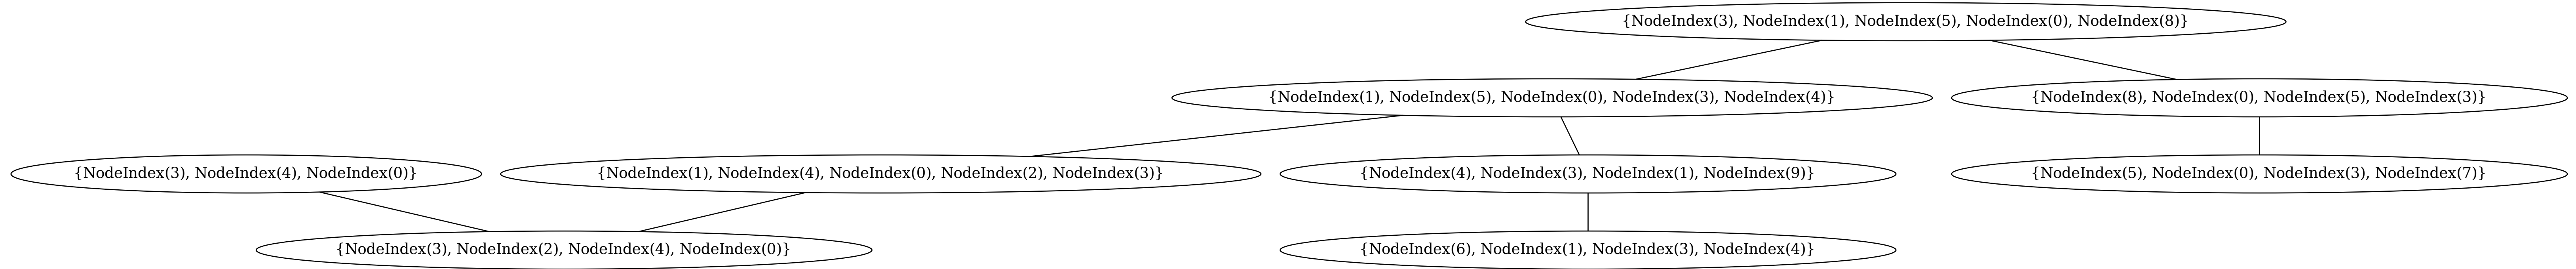 {NodeIndex(3), NodeIndex(1), NodeIndex(5), NodeIndex(0), NodeIndex(8)}
{NodeIndex(1), NodeIndex(5), NodeIndex(0), NodeIndex(3), NodeIndex(4)}
{NodeIndex(8), NodeIndex(0), NodeIndex(5), NodeIndex(3)}
{NodeIndex(3), NodeIndex(4), NodeIndex(0)}
{NodeIndex(1), NodeIndex(4), NodeIndex(0), NodeIndex(2), NodeIndex(3)}
{NodeIndex(4), NodeIndex(3), NodeIndex(1), NodeIndex(9)}
{NodeIndex(5), NodeIndex(0), NodeIndex(3), NodeIndex(7)}
{NodeIndex(3), NodeIndex(2), NodeIndex(4), NodeIndex(0)}
{NodeIndex(6), NodeIndex(1), NodeIndex(3), NodeIndex(4)}